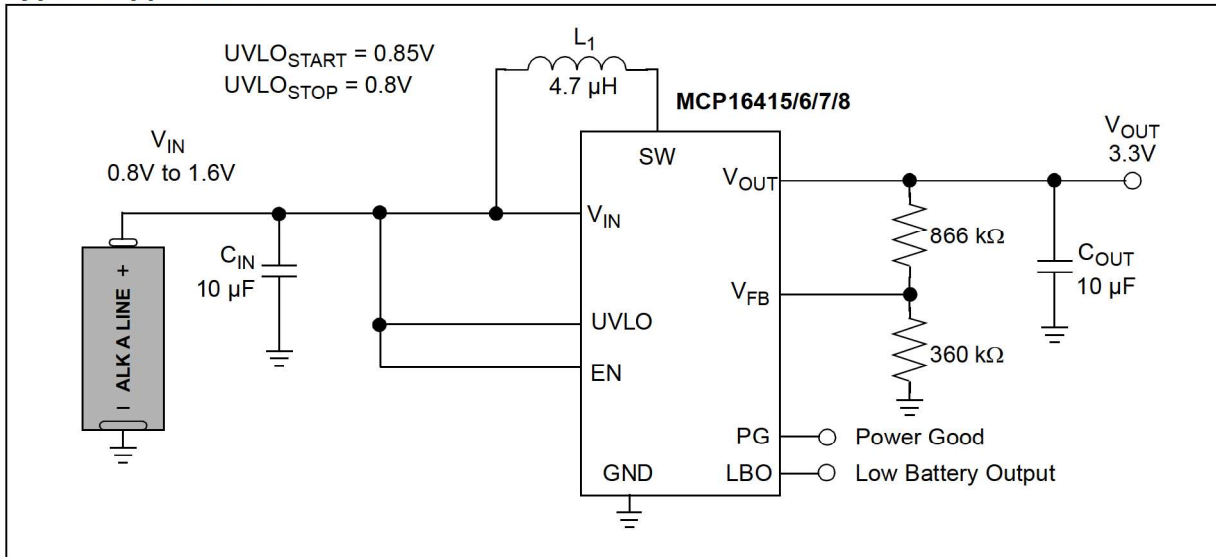 UVLOSTART = 0.85V
UVLOSTOP = 0.8V
L1
4.7 µH
MCP16415/6/7/8
VIN
0.8V to 1.6V
+ ALK A LINE –
CIN
10 µF
SW
VIN
UVLO
EN
GND
VOUT
VFB
PG
LBO
866 kΩ
360 kΩ
COUT
10 µF
VOUT
3.3V
Power Good
Low Battery Output